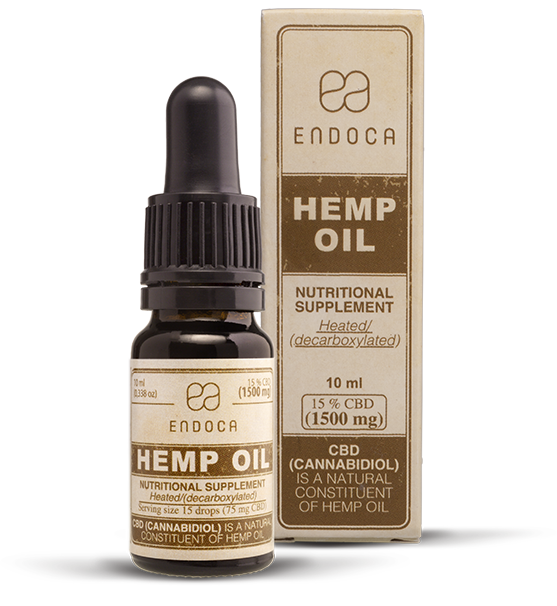 ENDOCA
HEMP
OIL
NUTRITIONAL
SUPPLEMENT
Heated/
(decarboxylated)
10 ml
15 % CBD
(1500 mg)
CBD
(CANNABIDIOL)
IS A NATURAL
CONSTITUENT
OF HEMP OIL
10 ml
(0,338 oz)
15 % CBD
(1500 mg)
ENDOCA
HEMP OIL
NUTRITIONAL SUPPLEMENT
Heated/(decarboxylated)
Serving size 15 drops (75 mg CBD)
CBD (CANNABIDIOL) IS A NATURAL
CONSTITUENT OF HEMP OIL